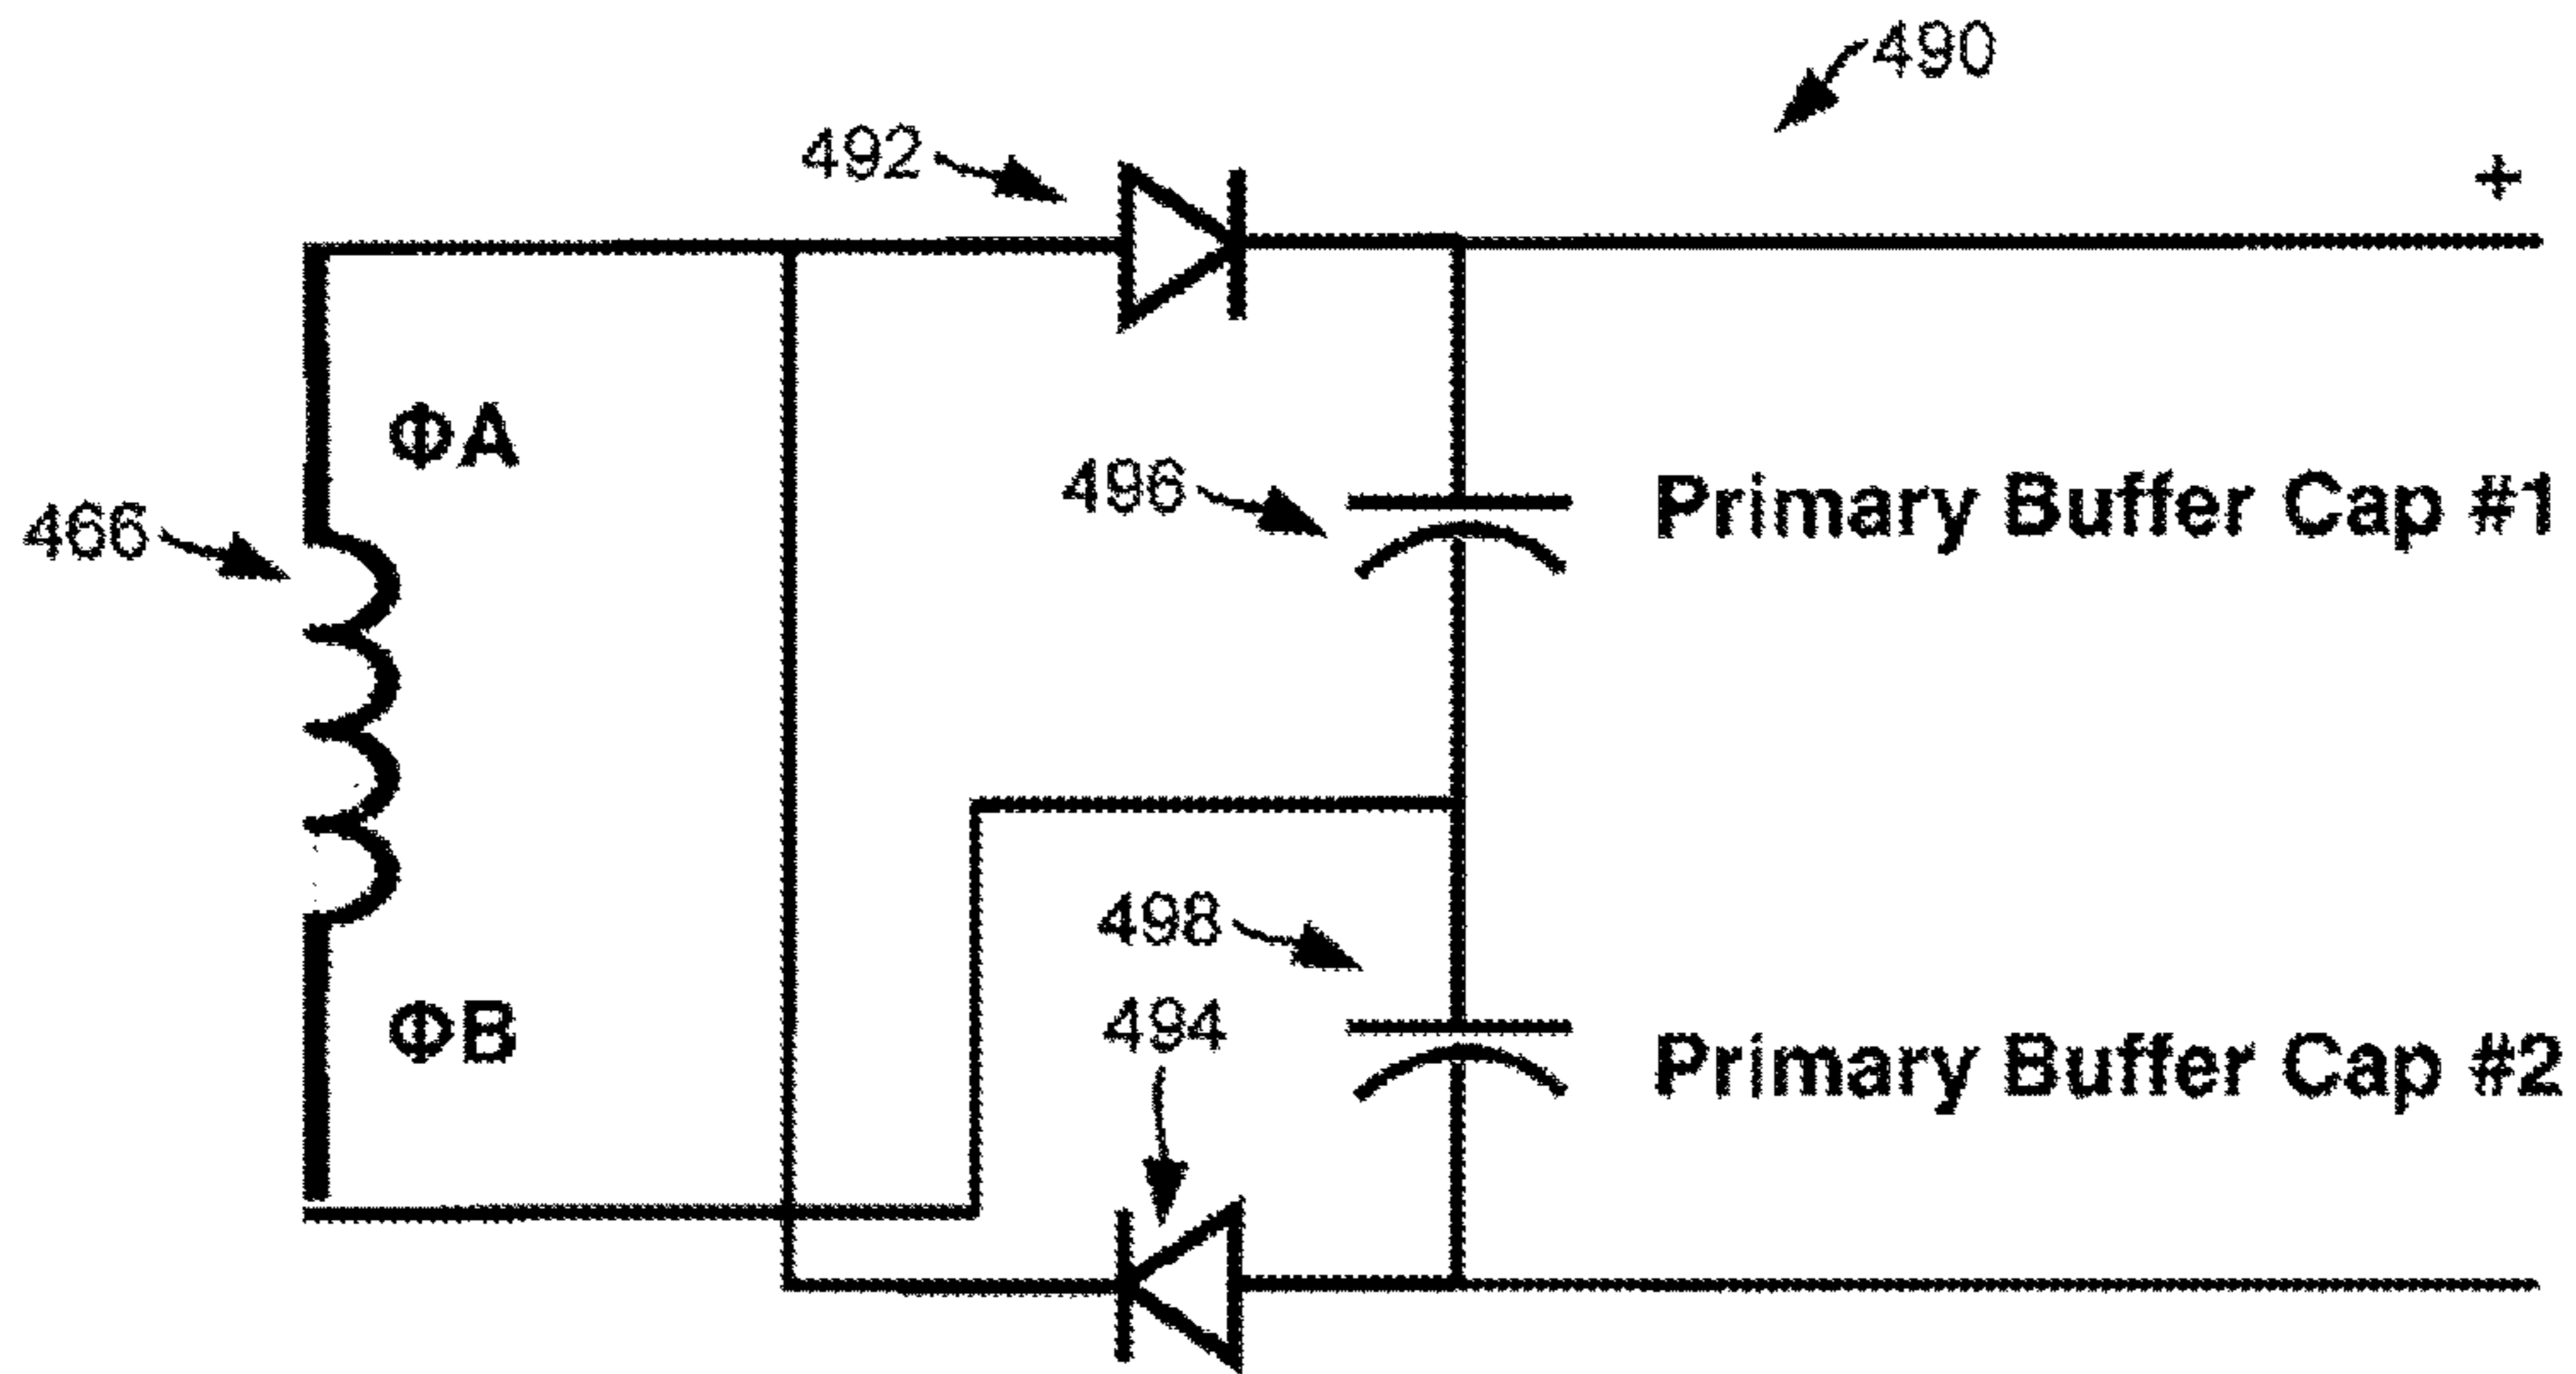 490
492
+
ΦA
496
Primary Buffer Cap #1
466
498
494
ΦB
Primary Buffer Cap #2